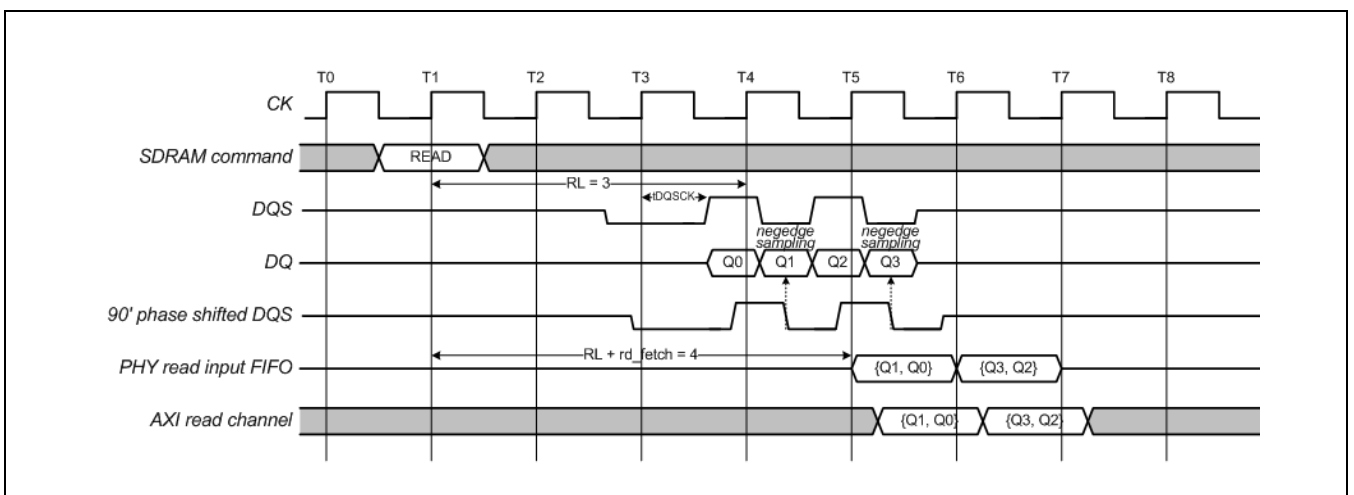 T0 T1 T2 T3 T4 T5 T6 T7 T8
CK
SDRAM command READ
RL = 3
DQS tDQSCK
negedge sampling negedge sampling
DQ Q0 Q1 Q2 Q3
90' phase shifted DQS
RL + rd_fetch = 4
PHY read input FIFO {Q1, Q0} {Q3, Q2}
AXI read channel {Q1, Q0} {Q3, Q2}